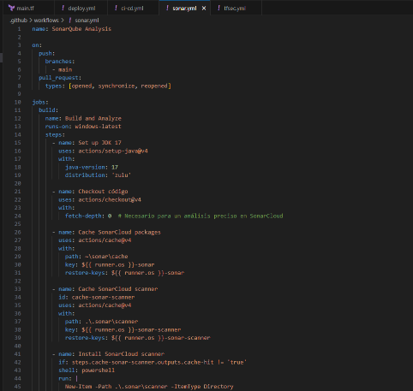 main.tf deploy.yml ci-cd.yml sonar.yml × tfsec.yml
.github > workflows > sonar.yml
1 name: SonarQube Analysis
2
3 on:
4 push:
5 branches:
6 - main
7 pull_request:
8 types: [opened, synchronize, reopened]
9
10 jobs:
11 build:
12 name: Build and Analyze
13 runs-on: windows-latest
14 steps:
15 - name: Set up JDK 17
16 uses: actions/setup-java@v4
17 with:
18 java-version: 17
19 distribution: 'zulu'
20
21 - name: Checkout código
22 uses: actions/checkout@v4
23 with:
24 fetch-depth: 0 # Necesario para un análisis preciso en SonarCloud
25
26 - name: Cache SonarCloud packages
27 uses: actions/cache@v4
28 with:
29 path: ~\sonar\cache
30 key: ${{ runner.os }}-sonar
31 restore-keys: ${{ runner.os }}-sonar
32
33 - name: Cache SonarCloud scanner
34 id: cache-sonar-scanner
35 uses: actions/cache@v4
36 with:
37 path: .\.sonar\scanner
38 key: ${{ runner.os }}-sonar-scanner
39 restore-keys: ${{ runner.os }}-sonar-scanner
40
41 - name: Install SonarCloud scanner
42 if: steps.cache-sonar-scanner.outputs.cache-hit != 'true'
43 shell: powershell
44 run: |
45 New-Item -Path .\.sonar\scanner -ItemType Directory